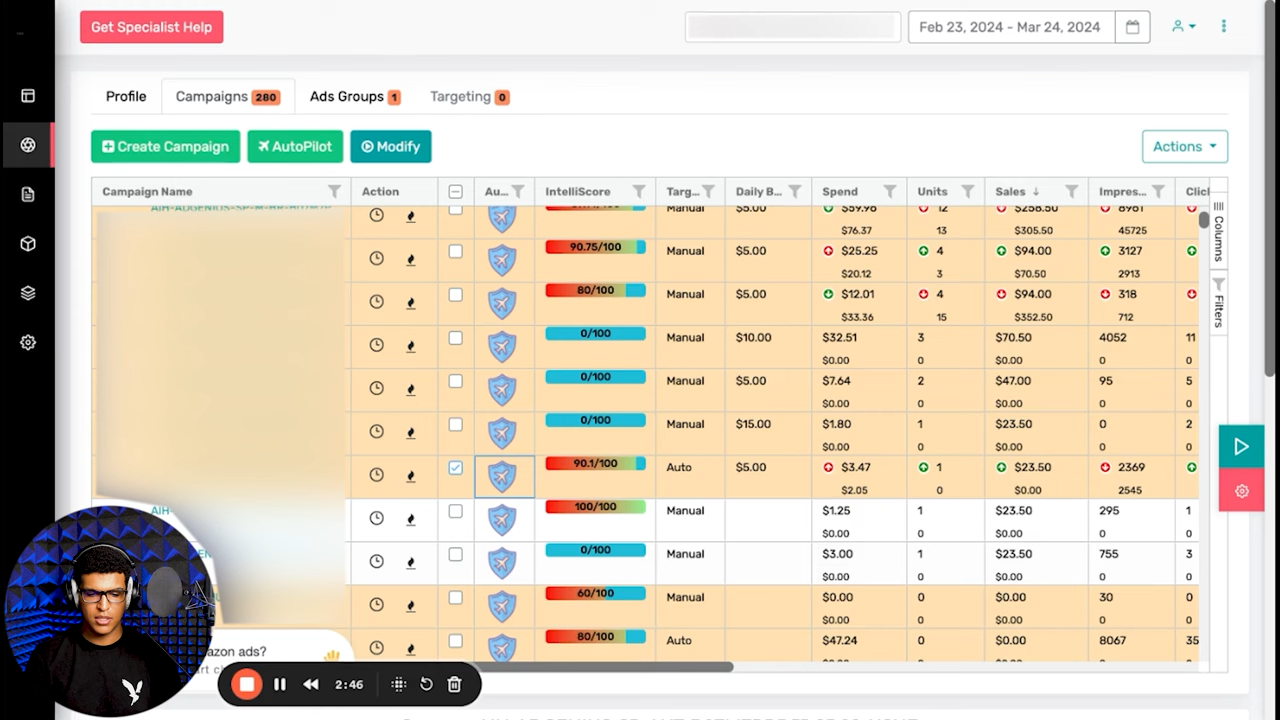 Get Specialist Help
Feb 23, 2024 - Mar 24, 2024
Profile Campaigns 280 Ads Groups 1 Targeting 0
Create Campaign AutoPilot Modify Actions
Campaign Name Action Au... IntelliScore Targ... Daily B... Spend Units Sales ↓ Impres... Clic
Manual $5.00 $59.96 12 $258.50 8961
$76.37 13 $305.50 45725
90.75/100 Manual $5.00 $25.25 4 $94.00 3127
$20.12 3 $70.50 2913
80/100 Manual $5.00 $12.01 4 $94.00 318
$33.36 15 $352.50 712
0/100 Manual $10.00 $32.51 3 $70.50 4052 11
$0.00 0 $0.00 0 0
0/100 Manual $5.00 $7.64 2 $47.00 95 5
$0.00 0 $0.00 0 0
0/100 Manual $15.00 $1.80 1 $23.50 0 2
$0.00 0 $0.00 0 0
90.1/100 Auto $5.00 $3.47 1 $23.50 2369
$2.05 0 $0.00 2545
AiH- 100/100 Manual $1.25 1 $23.50 295 1
$0.00 0 $0.00 0 0
0/100 Manual $3.00 1 $23.50 755 3
$0.00 0 $0.00 0 0
60/100 Manual $0.00 0 $0.00 30 0
$0.00 0 $0.00 0 0
80/100 Auto $47.24 0 $0.00 8067 35
Columns
Filters
azon ads?
2:46